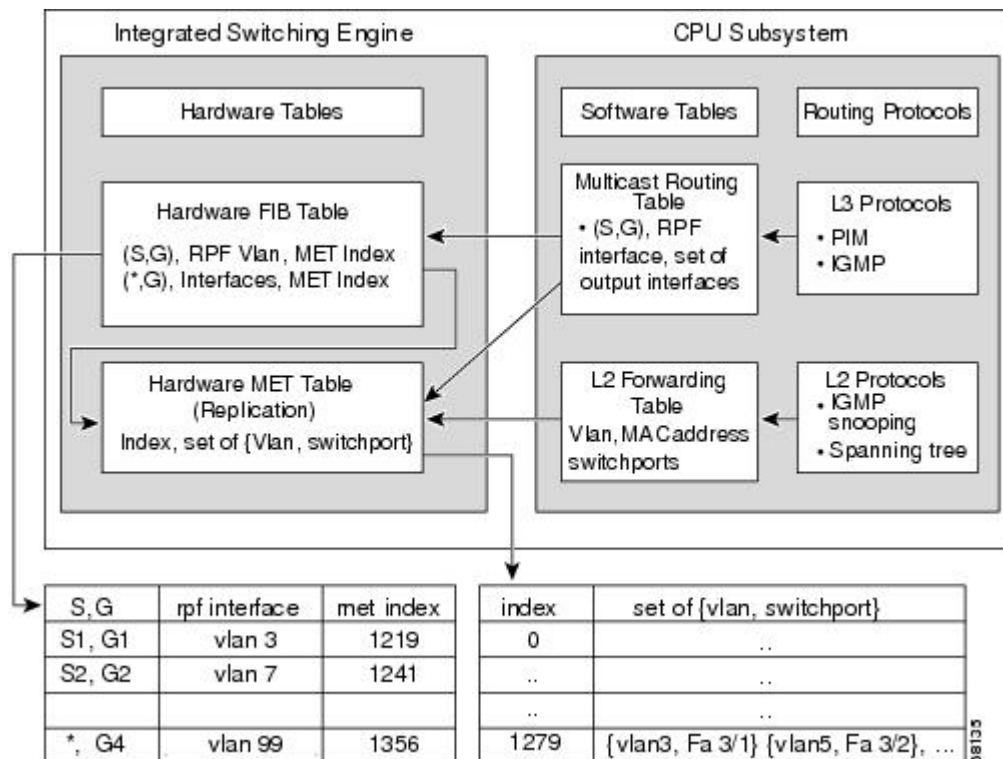 Integrated Switching Engine
CPU Subsystem
Hardware Tables
Software Tables
Routing Protocols
Hardware FIB Table
(S,G), RPF Vlan, MET Index
(*,G), Interfaces, MET Index
Multicast Routing
Table
• (S,G), RPF
interface, set of
output interfaces
L3 Protocols
• PIM
• IGMP
Hardware MET Table
(Replication)
Index, set of {Vlan, switchport}
L2 Forwarding
Table
Vlan, MAC address
switchports
L2 Protocols
• IGMP
snooping
• Spanning tree
S,G rpf interface met index
S1, G1 vlan 3 1219
S2, G2 vlan 7 1241
*, G4 vlan 99 1356
index set of {vlan, switchport}
0 ..
.. ..
.. ..
1279 {vlan3, Fa 3/1} {vlan5, Fa 3/2}, ...